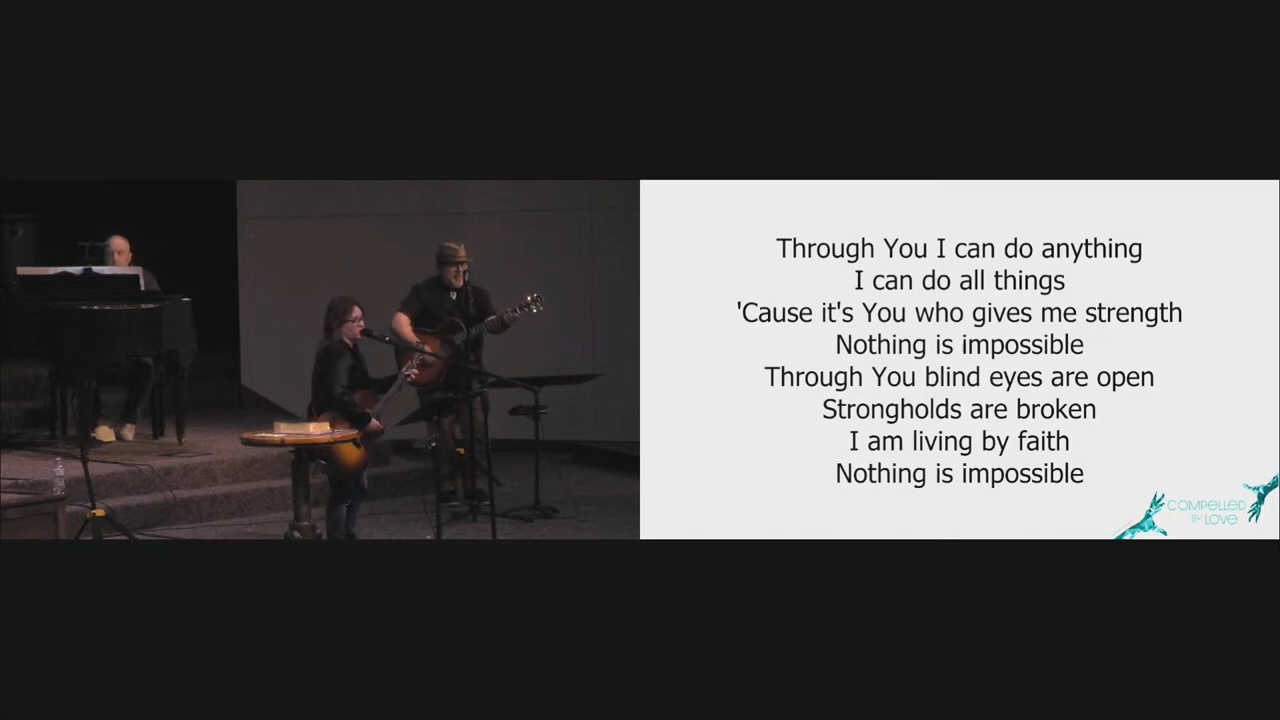 Through You I can do anything
I can do all things
'Cause it's You who gives me strength
Nothing is impossible
Through You blind eyes are open
Strongholds are broken
I am living by faith
Nothing is impossible
COMPELLED
BY LOVE